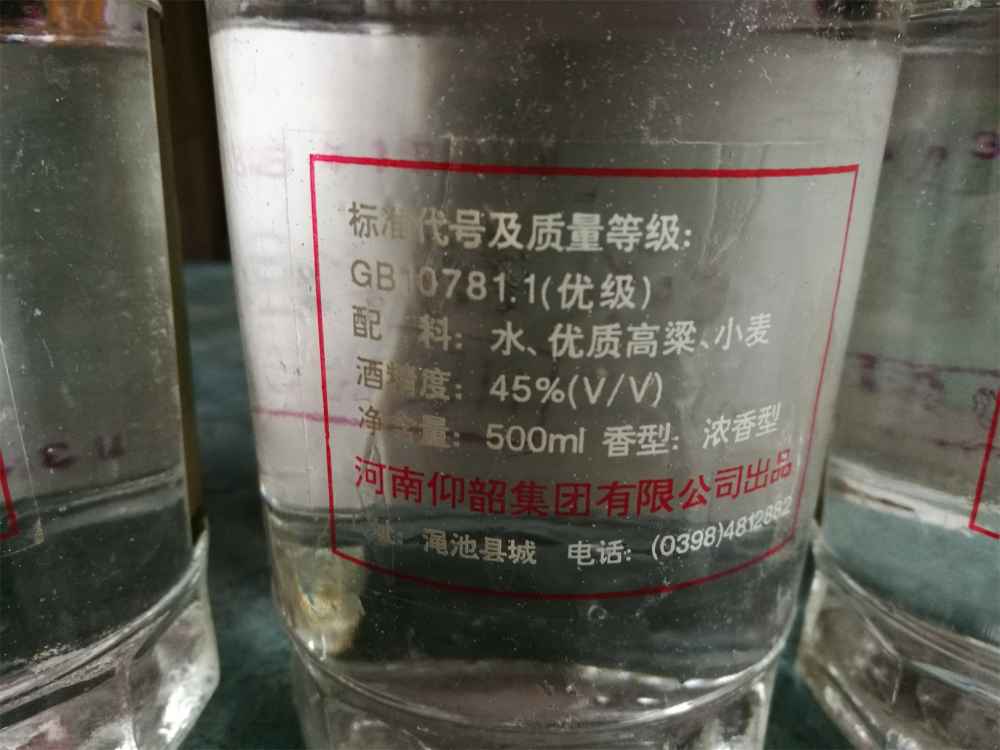 标准代号及质量等级:
GB10781.1(优级)
配 料: 水、优质高粱、小麦
酒精度: 45%(V/V)
净含量: 500ml 香型: 浓香型
河南仰韶集团有限公司出品
址: 渑池县城 电话: (0398)4812882